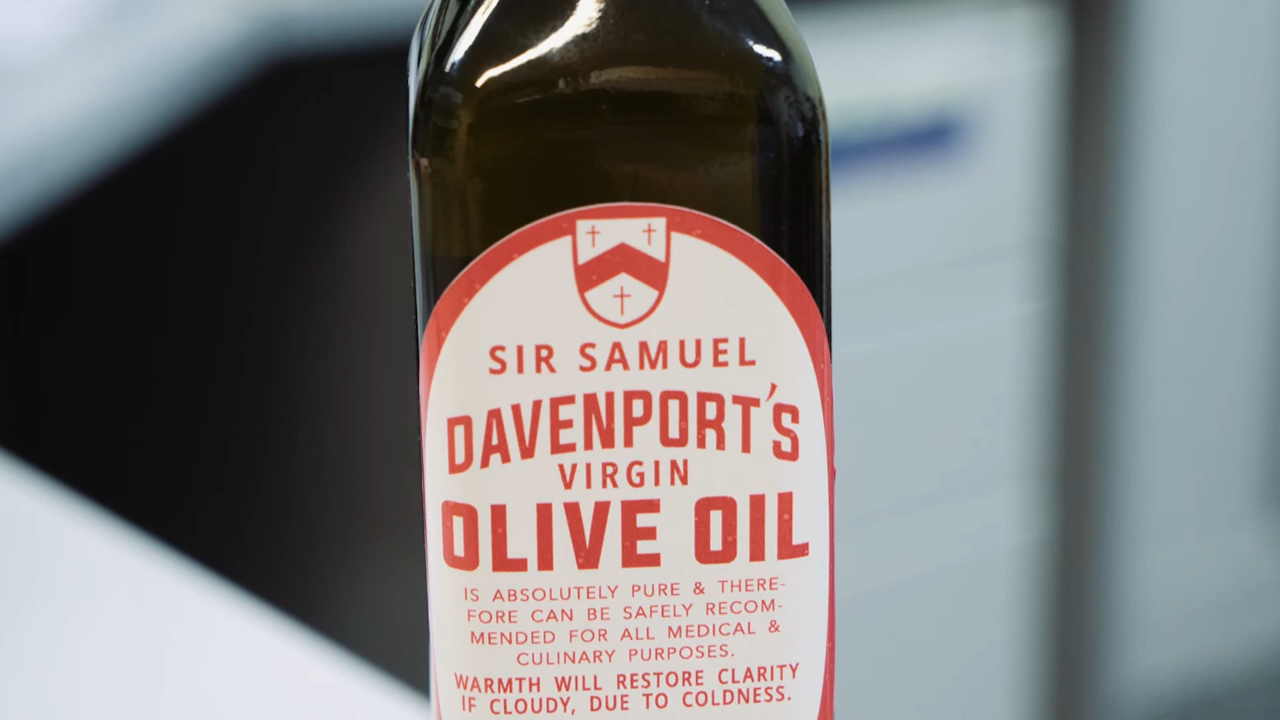 SIR SAMUEL
DAVENPORT'S
VIRGIN
OLIVE OIL
IS ABSOLUTELY PURE & THERE-
FORE CAN BE SAFELY RECOM-
MENDED FOR ALL MEDICAL &
CULINARY PURPOSES.
WARMTH WILL RESTORE CLARITY
IF CLOUDY, DUE TO COLDNESS.